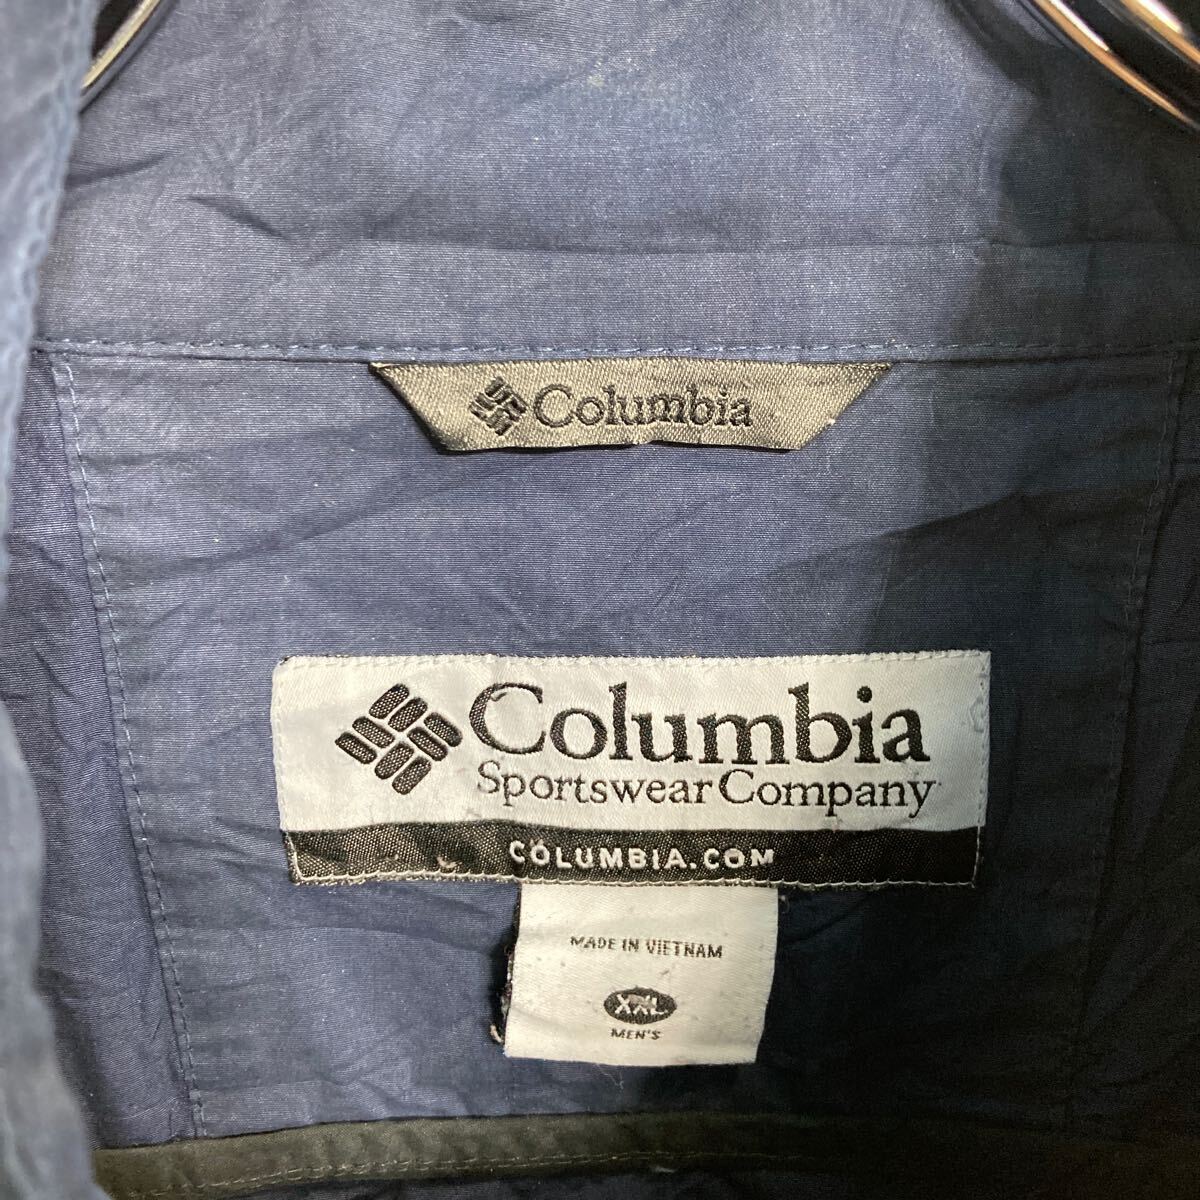 Columbia
Columbia
Sportswear Company
COLUMBIA.COM
MADE IN VIETNAM
XXL
MEN'S